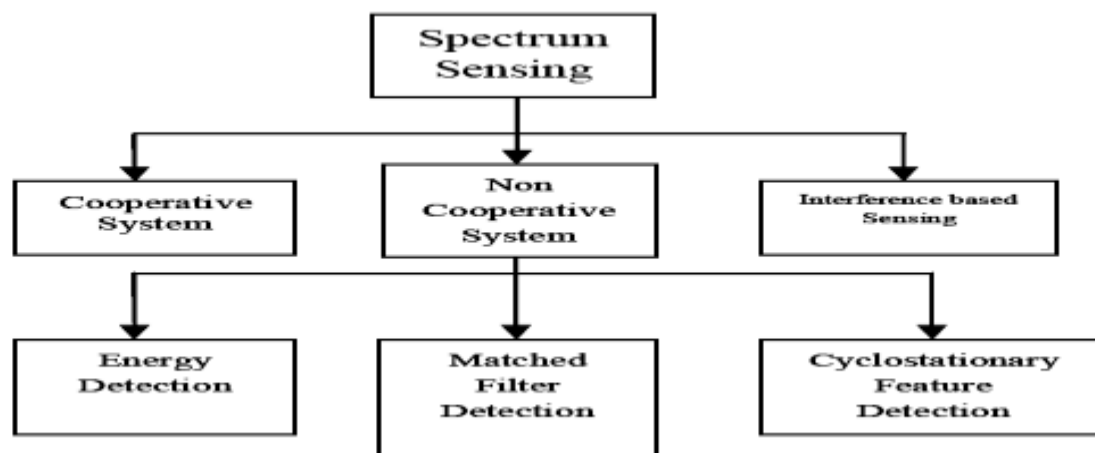 Spectrum
Sensing
Cooperative
System
Non
Cooperative
System
Interference based
Sensing
Energy
Detection
Matched
Filter
Detection
Cyclostationary
Feature
Detection